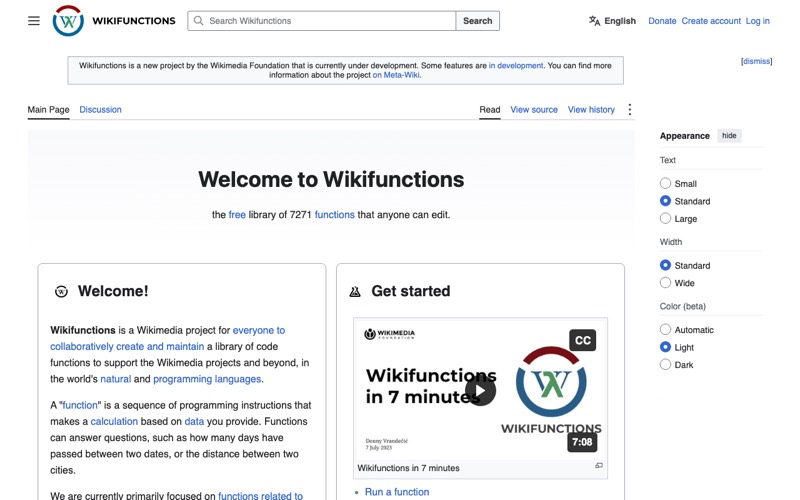 WIKIFUNCTIONS
Search Wikifunctions
Search
English
Donate
Create account
Log in
Wikifunctions is a new project by the Wikimedia Foundation that is currently under development. Some features are in development. You can find more
information about the project on Meta-Wiki.
[dismiss]
Main Page
Discussion
Read
View source
View history
Welcome to Wikifunctions
the free library of 7271 functions that anyone can edit.
Welcome!
Wikifunctions is a Wikimedia project for everyone to
collaboratively create and maintain a library of code
functions to support the Wikimedia projects and beyond, in
the world's natural and programming languages.
A "function" is a sequence of programming instructions that
makes a calculation based on data you provide. Functions
can answer questions, such as how many days have
passed between two dates, or the distance between two
cities.
We are currently primarily focused on functions related to
Get started
WIKIMEDIA
FOUNDATION
CC
Wikifunctions
in 7 minutes
WIKIFUNCTIONS
Denny Vrandečić
7 July 2023
7:08
Wikifunctions in 7 minutes
Run a function
Appearance
hide
Text
Small
Standard
Large
Width
Standard
Wide
Color (beta)
Automatic
Light
Dark